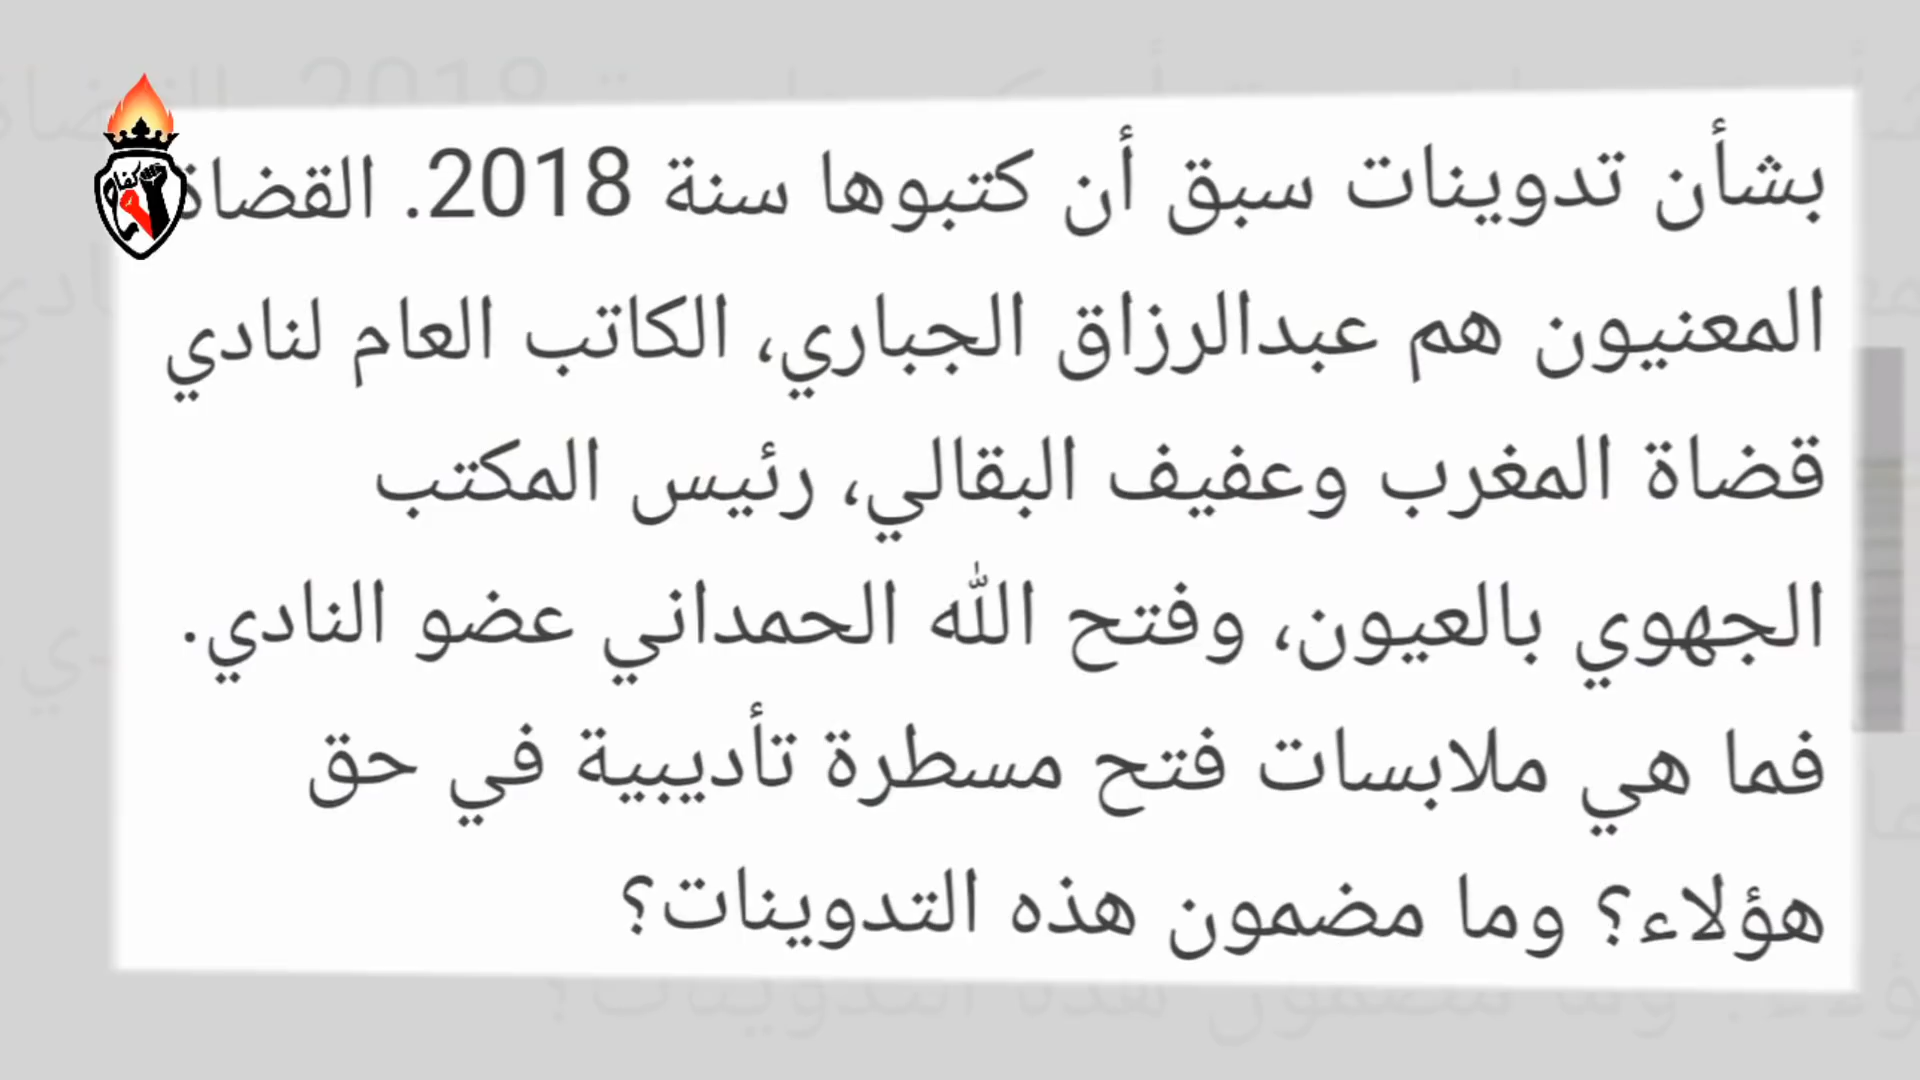 بشأن تدوينات سبق أن كتبوها سنة 2018. القضاة
المعنيون هم عبدالرزاق الجباري، الكاتب العام لنادي
قضاة المغرب وعفيف البقالي، رئيس المكتب
الجهوي بالعيون، وفتح الله الحمداني عضو النادي.
فما هي ملابسات فتح مسطرة تأديبية في حق
هؤلاء؟ وما مضمون هذه التدوينات؟